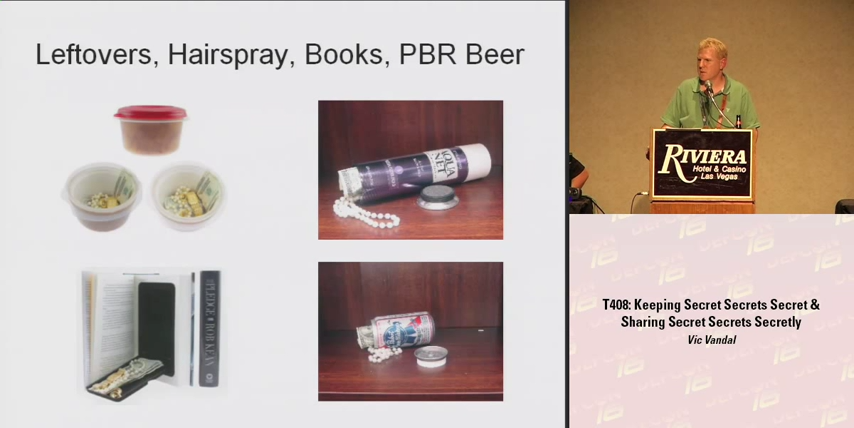 Leftovers, Hairspray, Books, PBR Beer
AQUA
NET
RIVIERA
Hotel & Casino
Las Vegas
T408: Keeping Secret Secrets Secret &
Sharing Secret Secrets Secretly
Vic Vandal